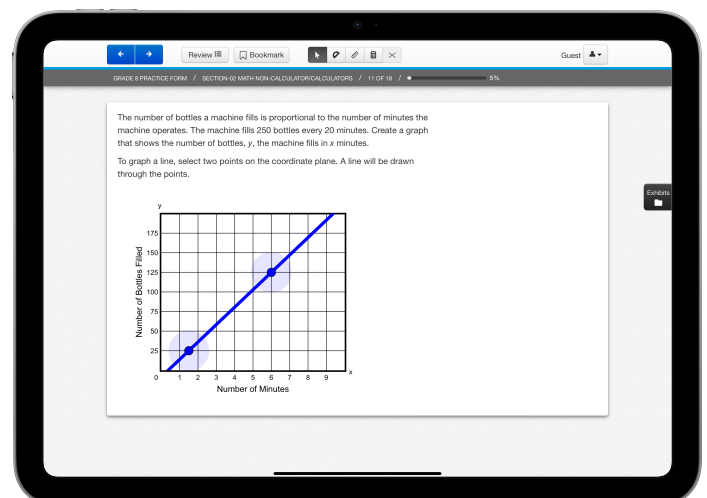 Review
Bookmark
Guest
GRADE 8 PRACTICE FORM / SECTION-02 MATH NON-CALCULATOR/CALCULATORS / 11 OF 18 / 5%
Exhibits
The number of bottles a machine fills is proportional to the number of minutes the
machine operates. The machine fills 250 bottles every 20 minutes. Create a graph
that shows the number of bottles, y, the machine fills in x minutes.
To graph a line, select two points on the coordinate plane. A line will be drawn
through the points.
y
175
150
125
100
75
50
25
Number of Bottles Filled
0 1 2 3 4 5 6 7 8 9
x
Number of Minutes